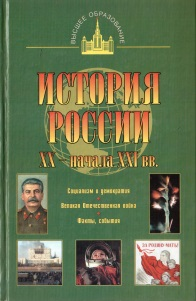 ВЫСШЕЕ ОБРАЗОВАНИЕ
ИСТОРИЯ
РОССИИ
XX – начала XXI вв.
Социализм и демократия
Великая Отечественная война
Факты, события
ЗА РОДИНУ-МАТЬ!